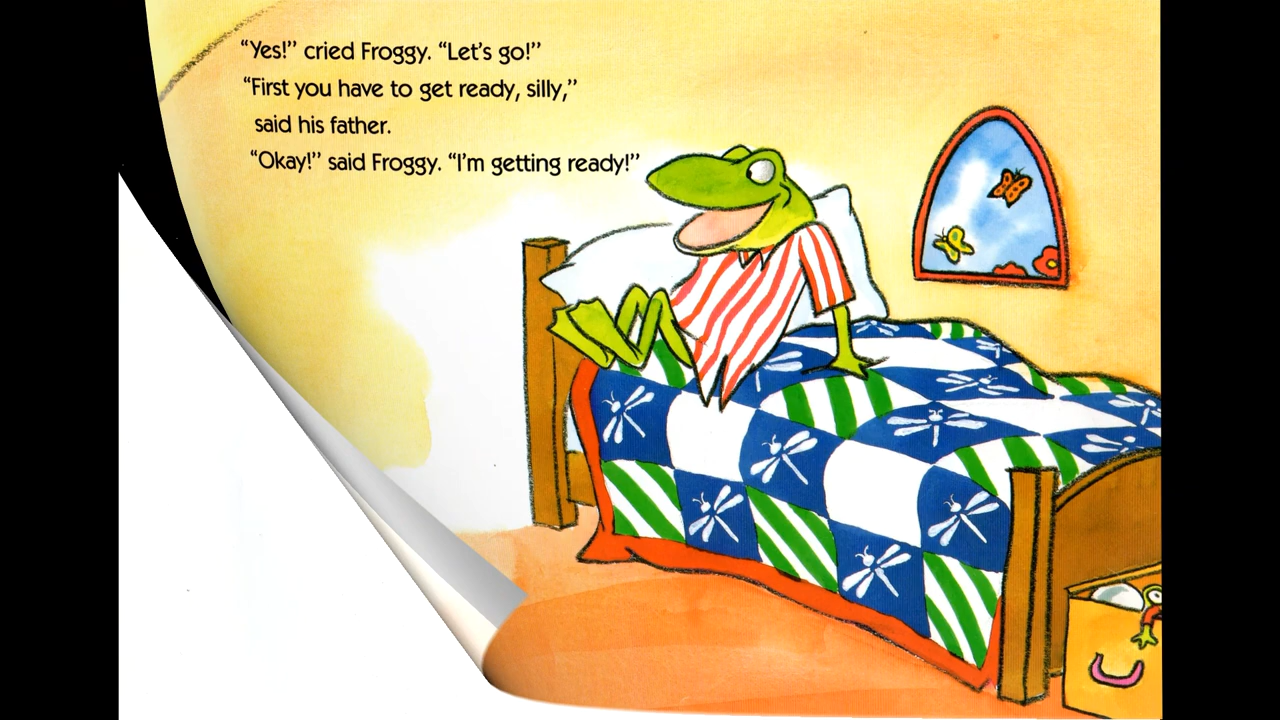 “Yes!” cried Froggy. “Let’s go!”
“First you have to get ready, silly,”
said his father.
“Okay!” said Froggy. “I’m getting ready!”